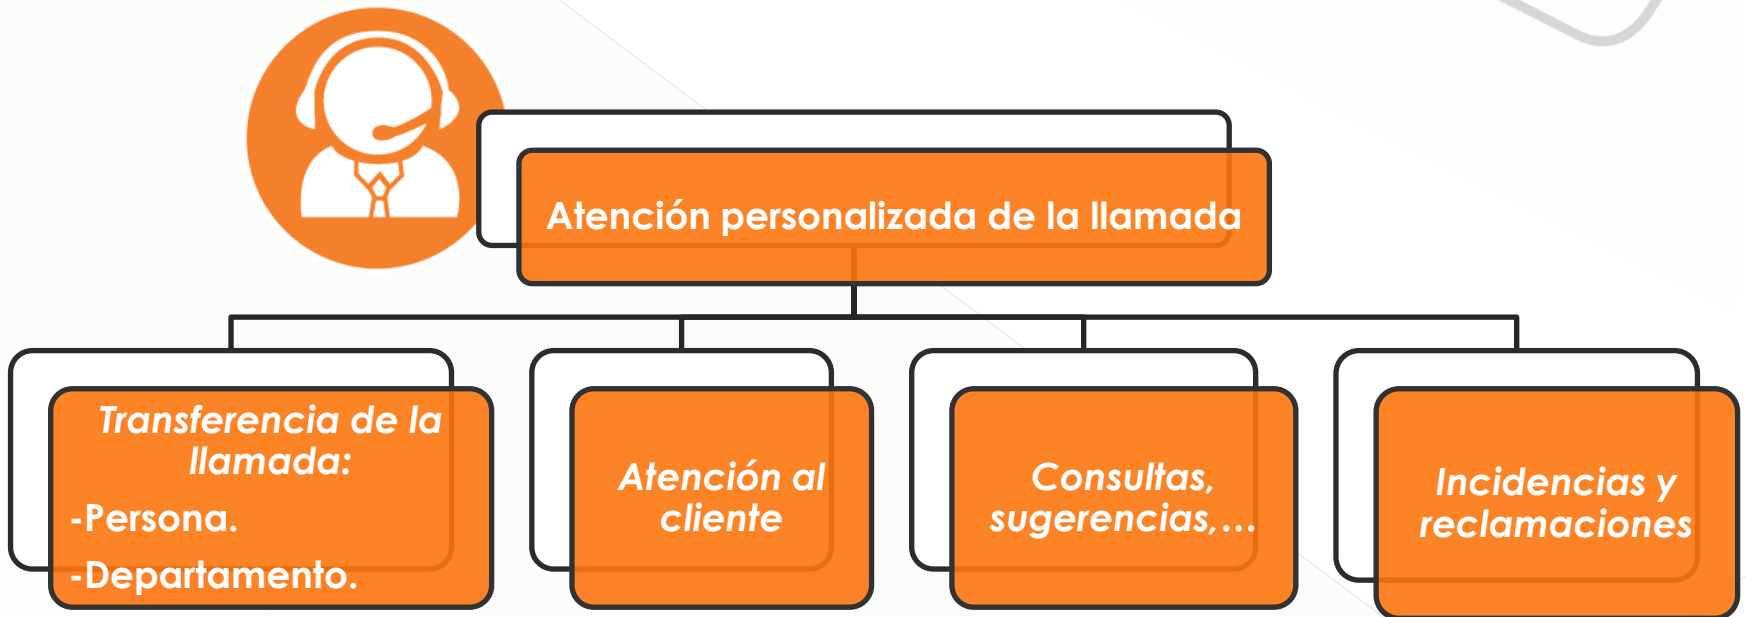 Atención personalizada de la llamada
Transferencia de la
llamada:
-Persona.
-Departamento.
Atención al
cliente
Consultas,
sugerencias,...
Incidencias y
reclamaciones